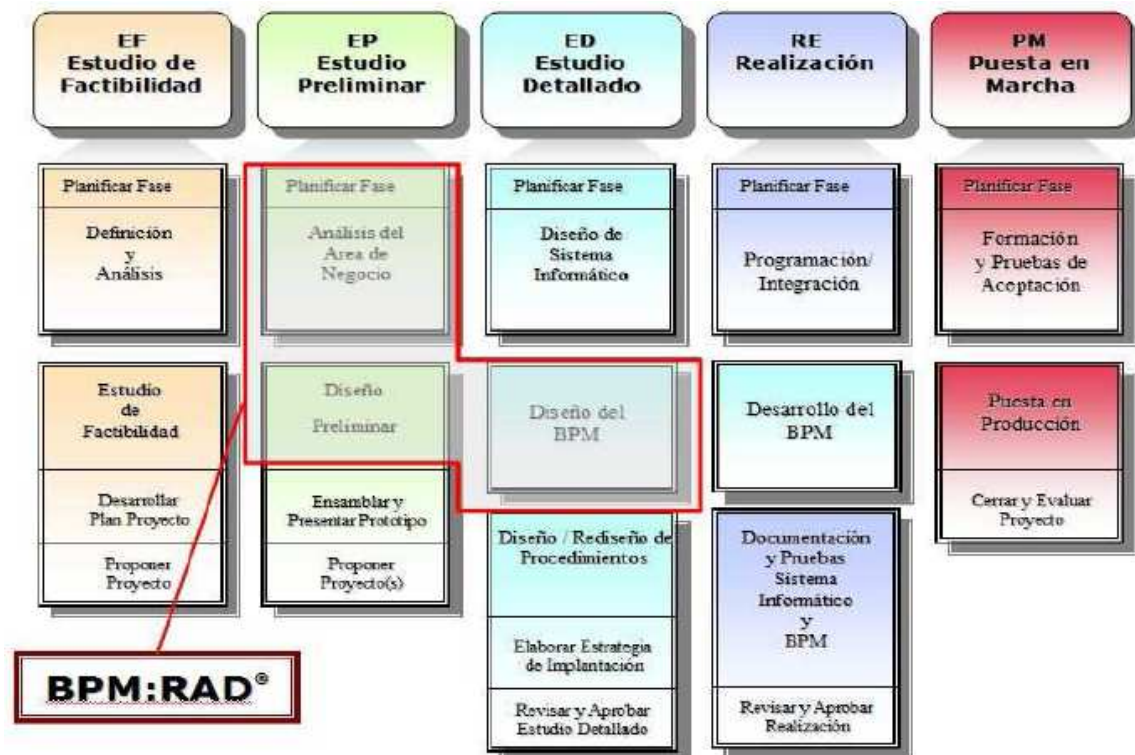 EF
Estudio de
Factibilidad
Planificar Fase
Definición
y
Análisis
Estudio
de
Factibilidad
Desarrollar
Plan Proyecto
Proponer
Proyecto
EP
Estudio
Preliminar
Planificar Fase
Análisis del
Area de
Negocio
Diseño
Preliminar
Ensamblar y
Presentar Prototipo
Proponer
Proyecto(s)
ED
Estudio
Detallado
Planificar Fase
Diseño de
Sistema
Informático
Diseño del
BPM
Diseño / Rediseño de
Procedimientos
Elaborar Estrategia
de Implantación
Revisar y Aprobar
Estudio Detallado
RE
Realización
Planificar Fase
Programación/
Integración
Desarrollo del
BPM
Documentación
y Pruebas
Sistema
Informático
y
BPM
Revisar y Aprobar
Realización
PM
Puesta en
Marcha
Planificar Fase
Formación
y Pruebas de
Aceptación
Puesta en
Producción
Cerrar y Evaluar
Proyecto
BPM:RAD®